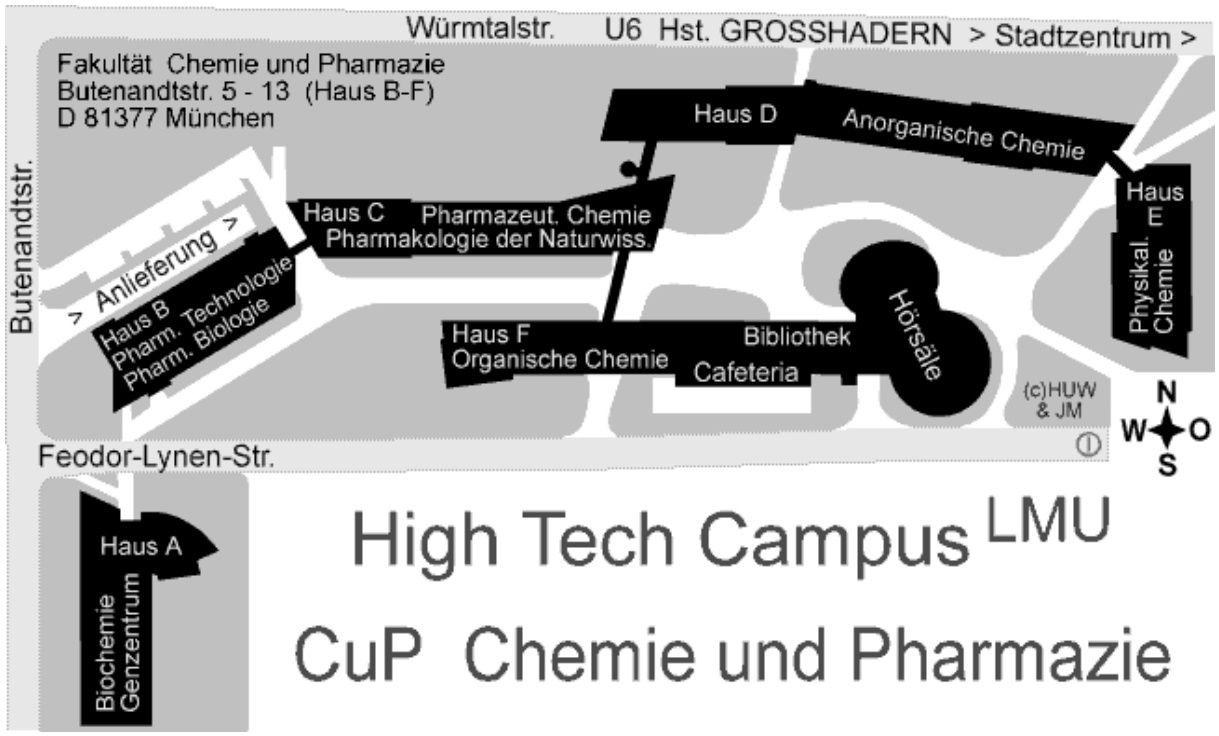 Würmtalstr. U6 Hst. GROSSHADERN > Stadtzentrum >
Fakultät Chemie und Pharmazie
Butenandtstr. 5 - 13 (Haus B-F)
D 81377 München
Butenandtstr.
Haus D
Anorganische Chemie
Haus
E
Physikal.
Chemie
Haus C Pharmazeut. Chemie
Pharmakologie der Naturwiss.
> Anlieferung >
Haus B
Pharm. Technologie
Pharm. Biologie
Haus F
Organische Chemie
Bibliothek
Cafeteria
Hörsäle
(c)HUW
& JM
N
W O
S
Feodor-Lynen-Str.
Haus A
Biochemie
Genzentrum
High Tech Campus LMU
CuP Chemie und Pharmazie